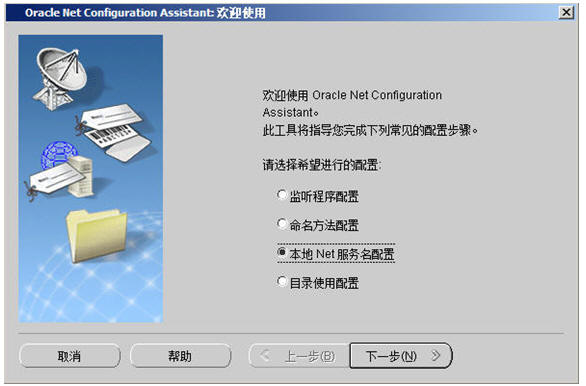 Oracle Net Configuration Assistant: 欢迎使用
欢迎使用 Oracle Net Configuration
Assistant。
此工具将指导您完成下列常见的配置步骤。
请选择希望进行的配置:
监听程序配置
命名方法配置
本地 Net 服务名配置
目录使用配置
取消
帮助
上一步(B)
下一步(N)